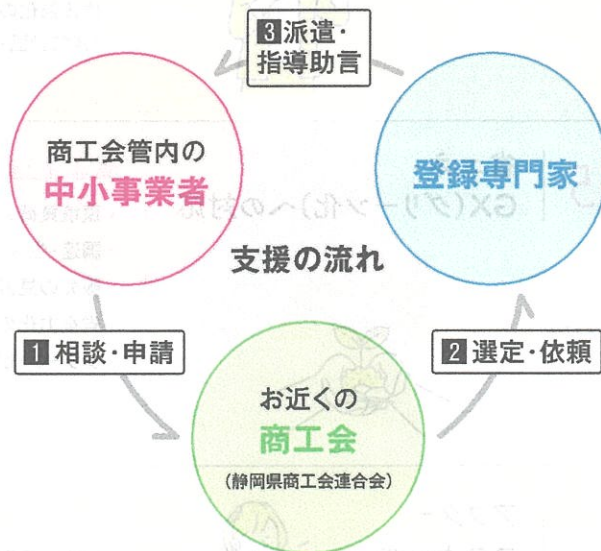 3 派遣・
指導助言
商工会管内の
中小事業者
登録専門家
支援の流れ
1 相談・申請
2 選定・依頼
お近くの
商工会
(静岡県商工会連合会)